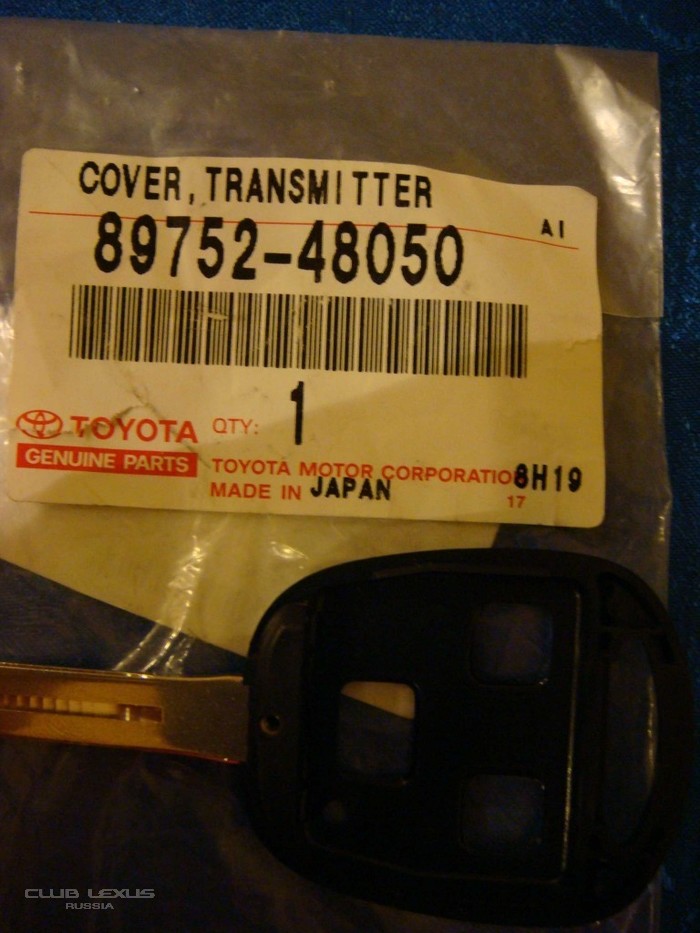 COVER, TRANSMITTER
AI
89752-48050
1
TOYOTA QTY:
GENUINE PARTS
TOYOTA MOTOR CORPORATIO 8H19
MADE IN JAPAN 17
CLUB LEXUS
RUSSIA